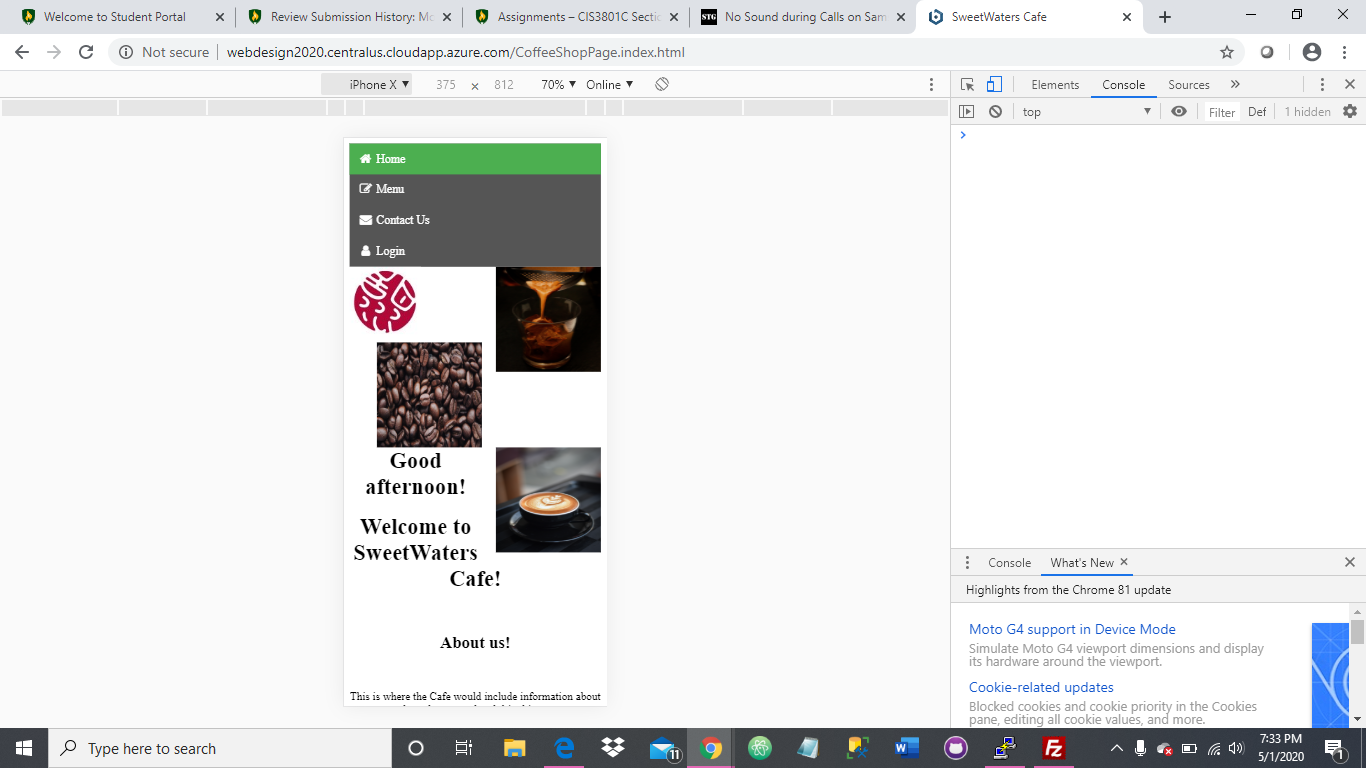 Welcome to Student Portal
Review Submission History: Mo
Assignments – CIS3801C Sectio
STG
No Sound during Calls on Sam
SweetWaters Cafe
Not secure
webdesign2020.centralus.cloudapp.azure.com/CoffeeShopPage.index.html
iPhone X ▼ 375 × 812 70% ▼ Online ▼
Elements Console Sources »
top ▼ Filter Def 1 hidden
Home
Menu
Contact Us
Login
Good
afternoon!
Welcome to
SweetWaters
Cafe!
About us!
This is where the Cafe would include information about
Console What's New ×
Highlights from the Chrome 81 update
Moto G4 support in Device Mode
Simulate Moto G4 viewport dimensions and display
its hardware around the viewport.
Cookie-related updates
Blocked cookies and cookie priority in the Cookies
pane, editing all cookie values, and more.
Type here to search
11
7:33 PM
5/1/2020
1